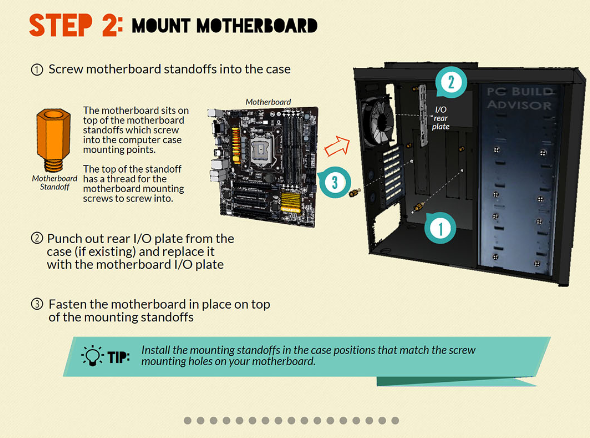 STEP 2: MOUNT MOTHERBOARD
① Screw motherboard standoffs into the case
The motherboard sits on
top of the motherboard
standoffs which screw
into the computer case
mounting points.
The top of the standoff
has a thread for the
motherboard mounting
screws to screw into.
Motherboard
Standoff
Motherboard
3
2
I/O
rear
plate
PC BUILD
ADVISOR
1
② Punch out rear I/O plate from the
case (if existing) and replace it
with the motherboard I/O plate
③ Fasten the motherboard in place on top
of the mounting standoffs
TIP:
Install the mounting standoffs in the case positions that match the screw
mounting holes on your motherboard.